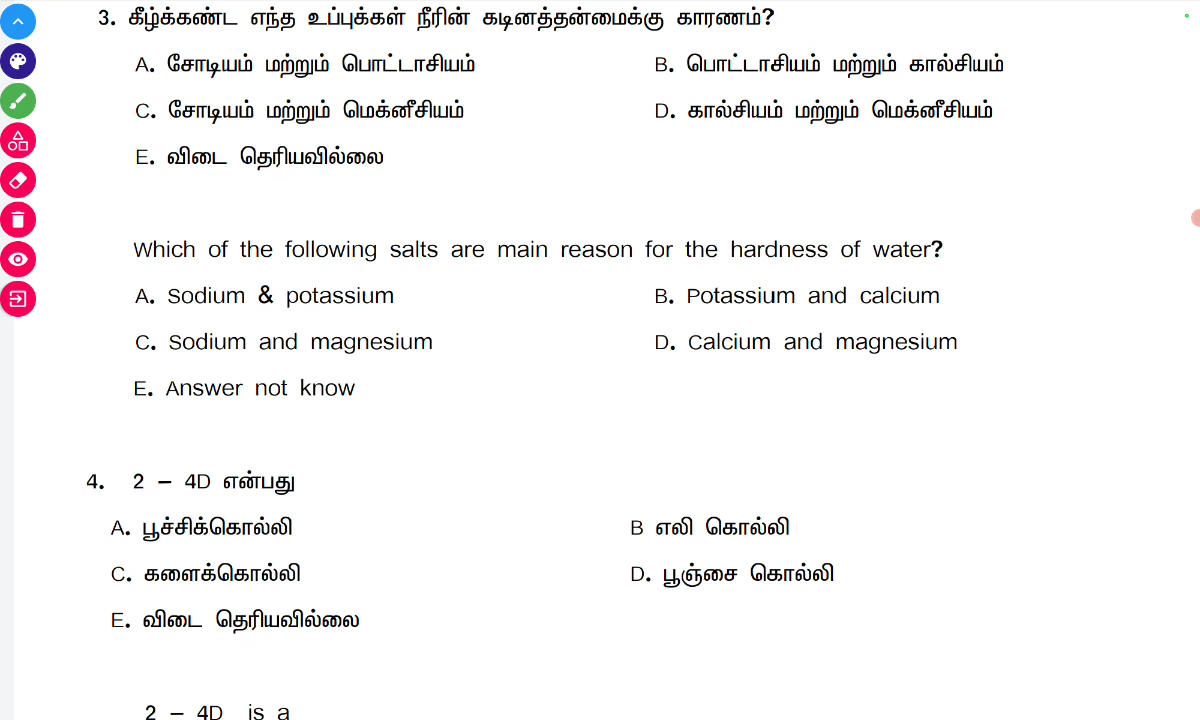 3. கீழ்க்கண்ட எந்த உப்புக்கள் நீரின் கடினத்தன்மைக்கு காரணம்?
A. சோடியம் மற்றும் பொட்டாசியம் B. பொட்டாசியம் மற்றும் கால்சியம்
C. சோடியம் மற்றும் மெக்னீசியம் D. கால்சியம் மற்றும் மெக்னீசியம்
E. விடை தெரியவில்லை
Which of the following salts are main reason for the hardness of water?
A. Sodium & potassium B. Potassium and calcium
C. Sodium and magnesium D. Calcium and magnesium
E. Answer not know
4. 2 – 4D என்பது
A. பூச்சிக்கொல்லி B எலி கொல்லி
C. களைக்கொல்லி D. பூஞ்சை கொல்லி
E. விடை தெரியவில்லை
2 – 4D is a